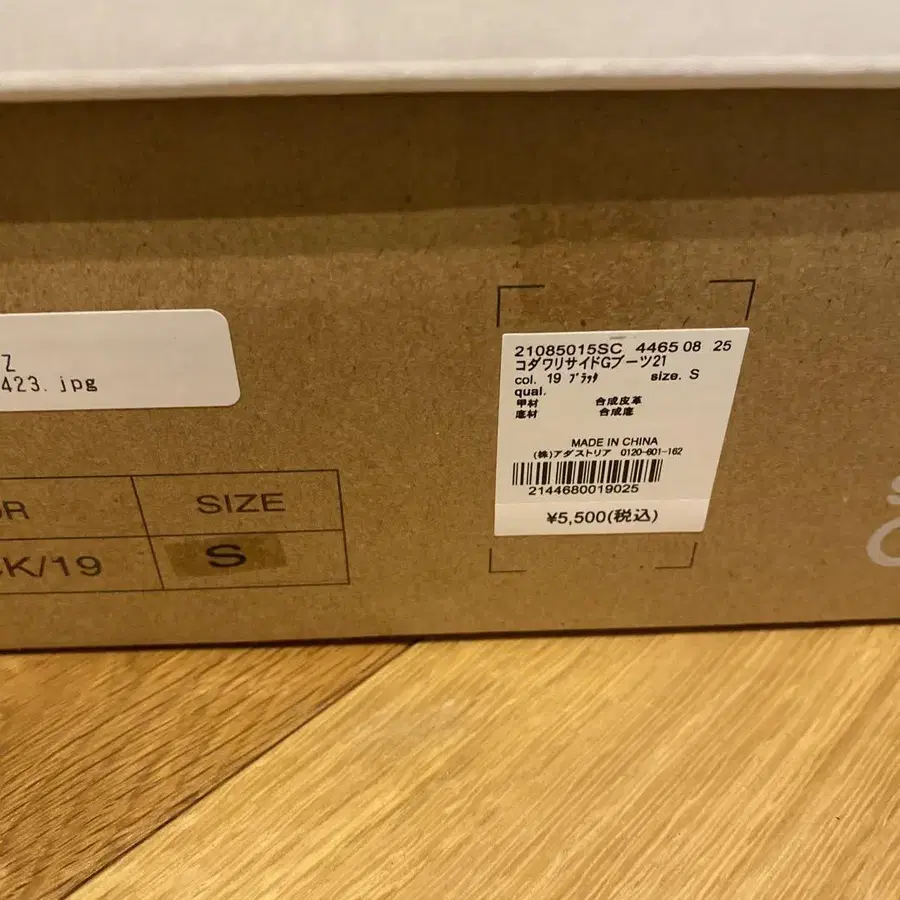 Z
423.jpg
OR
SIZE
CK/19
S
21085015SC 4465 08 25
コダワリサイドGブーツ21
col. 19 ブラック size. S
qual.
甲材 合成皮革
底材 合成底
MADE IN CHINA
(株)アダストリア 0120-601-162
2144680019025
¥5,500(税込)